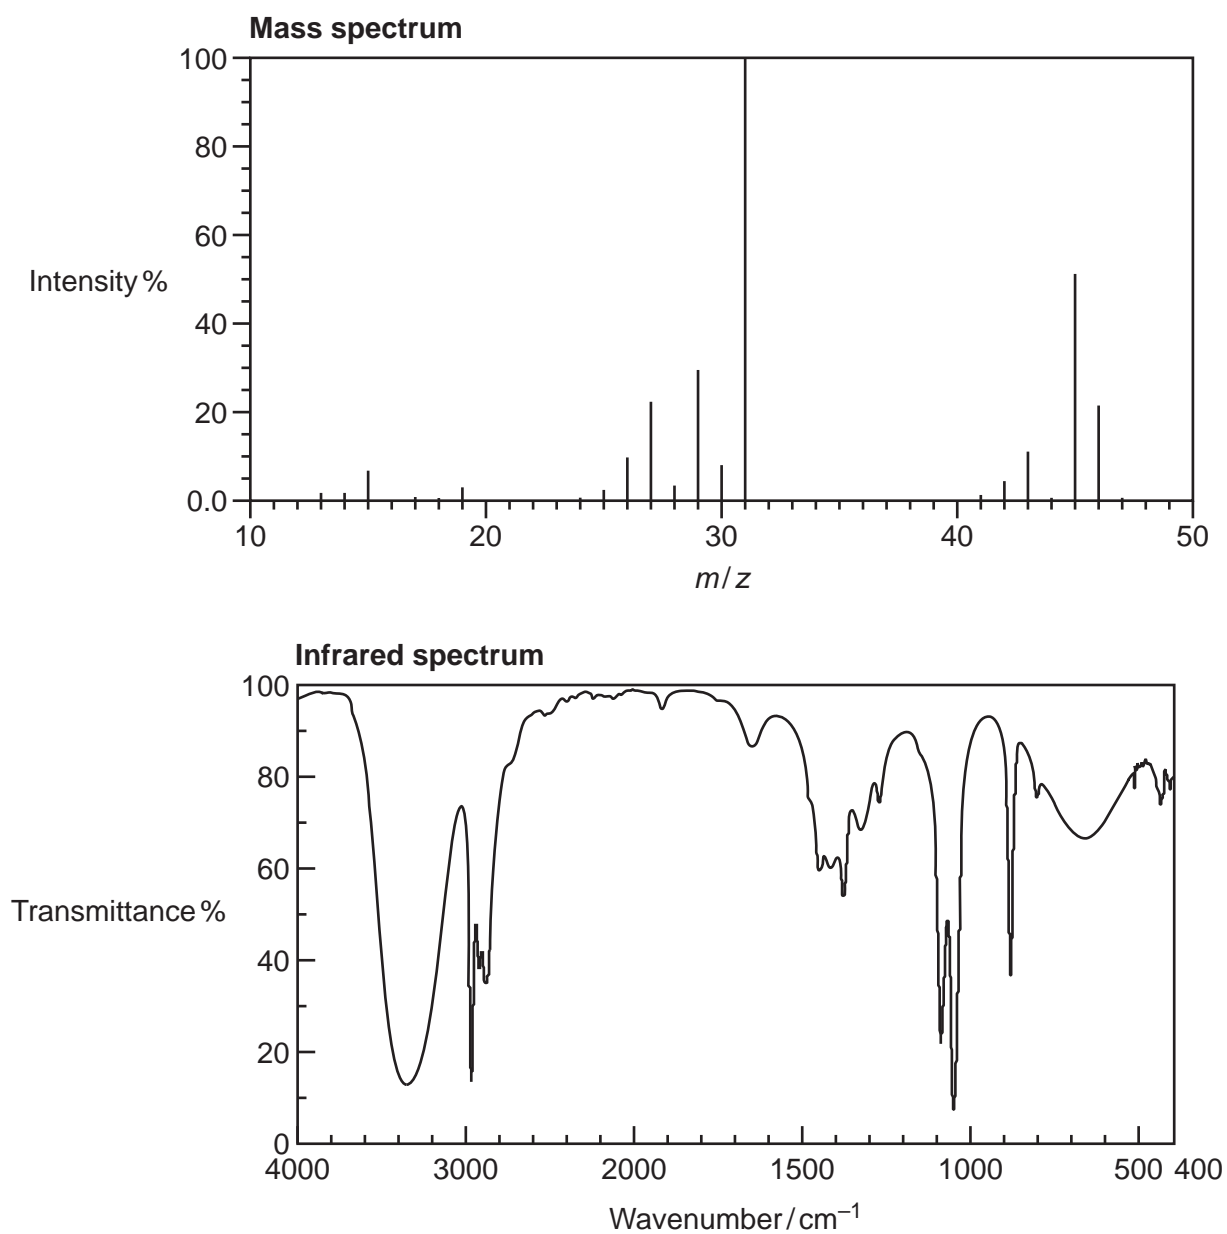 Mass spectrum
100
80
60
Intensity %
40
20
0.0
10 20 30 40 50
m / z
Infrared spectrum
100
80
60
Transmittance %
40
20
0
4000 3000 2000 1500 1000 500 400
Wavenumber / cm⁻¹